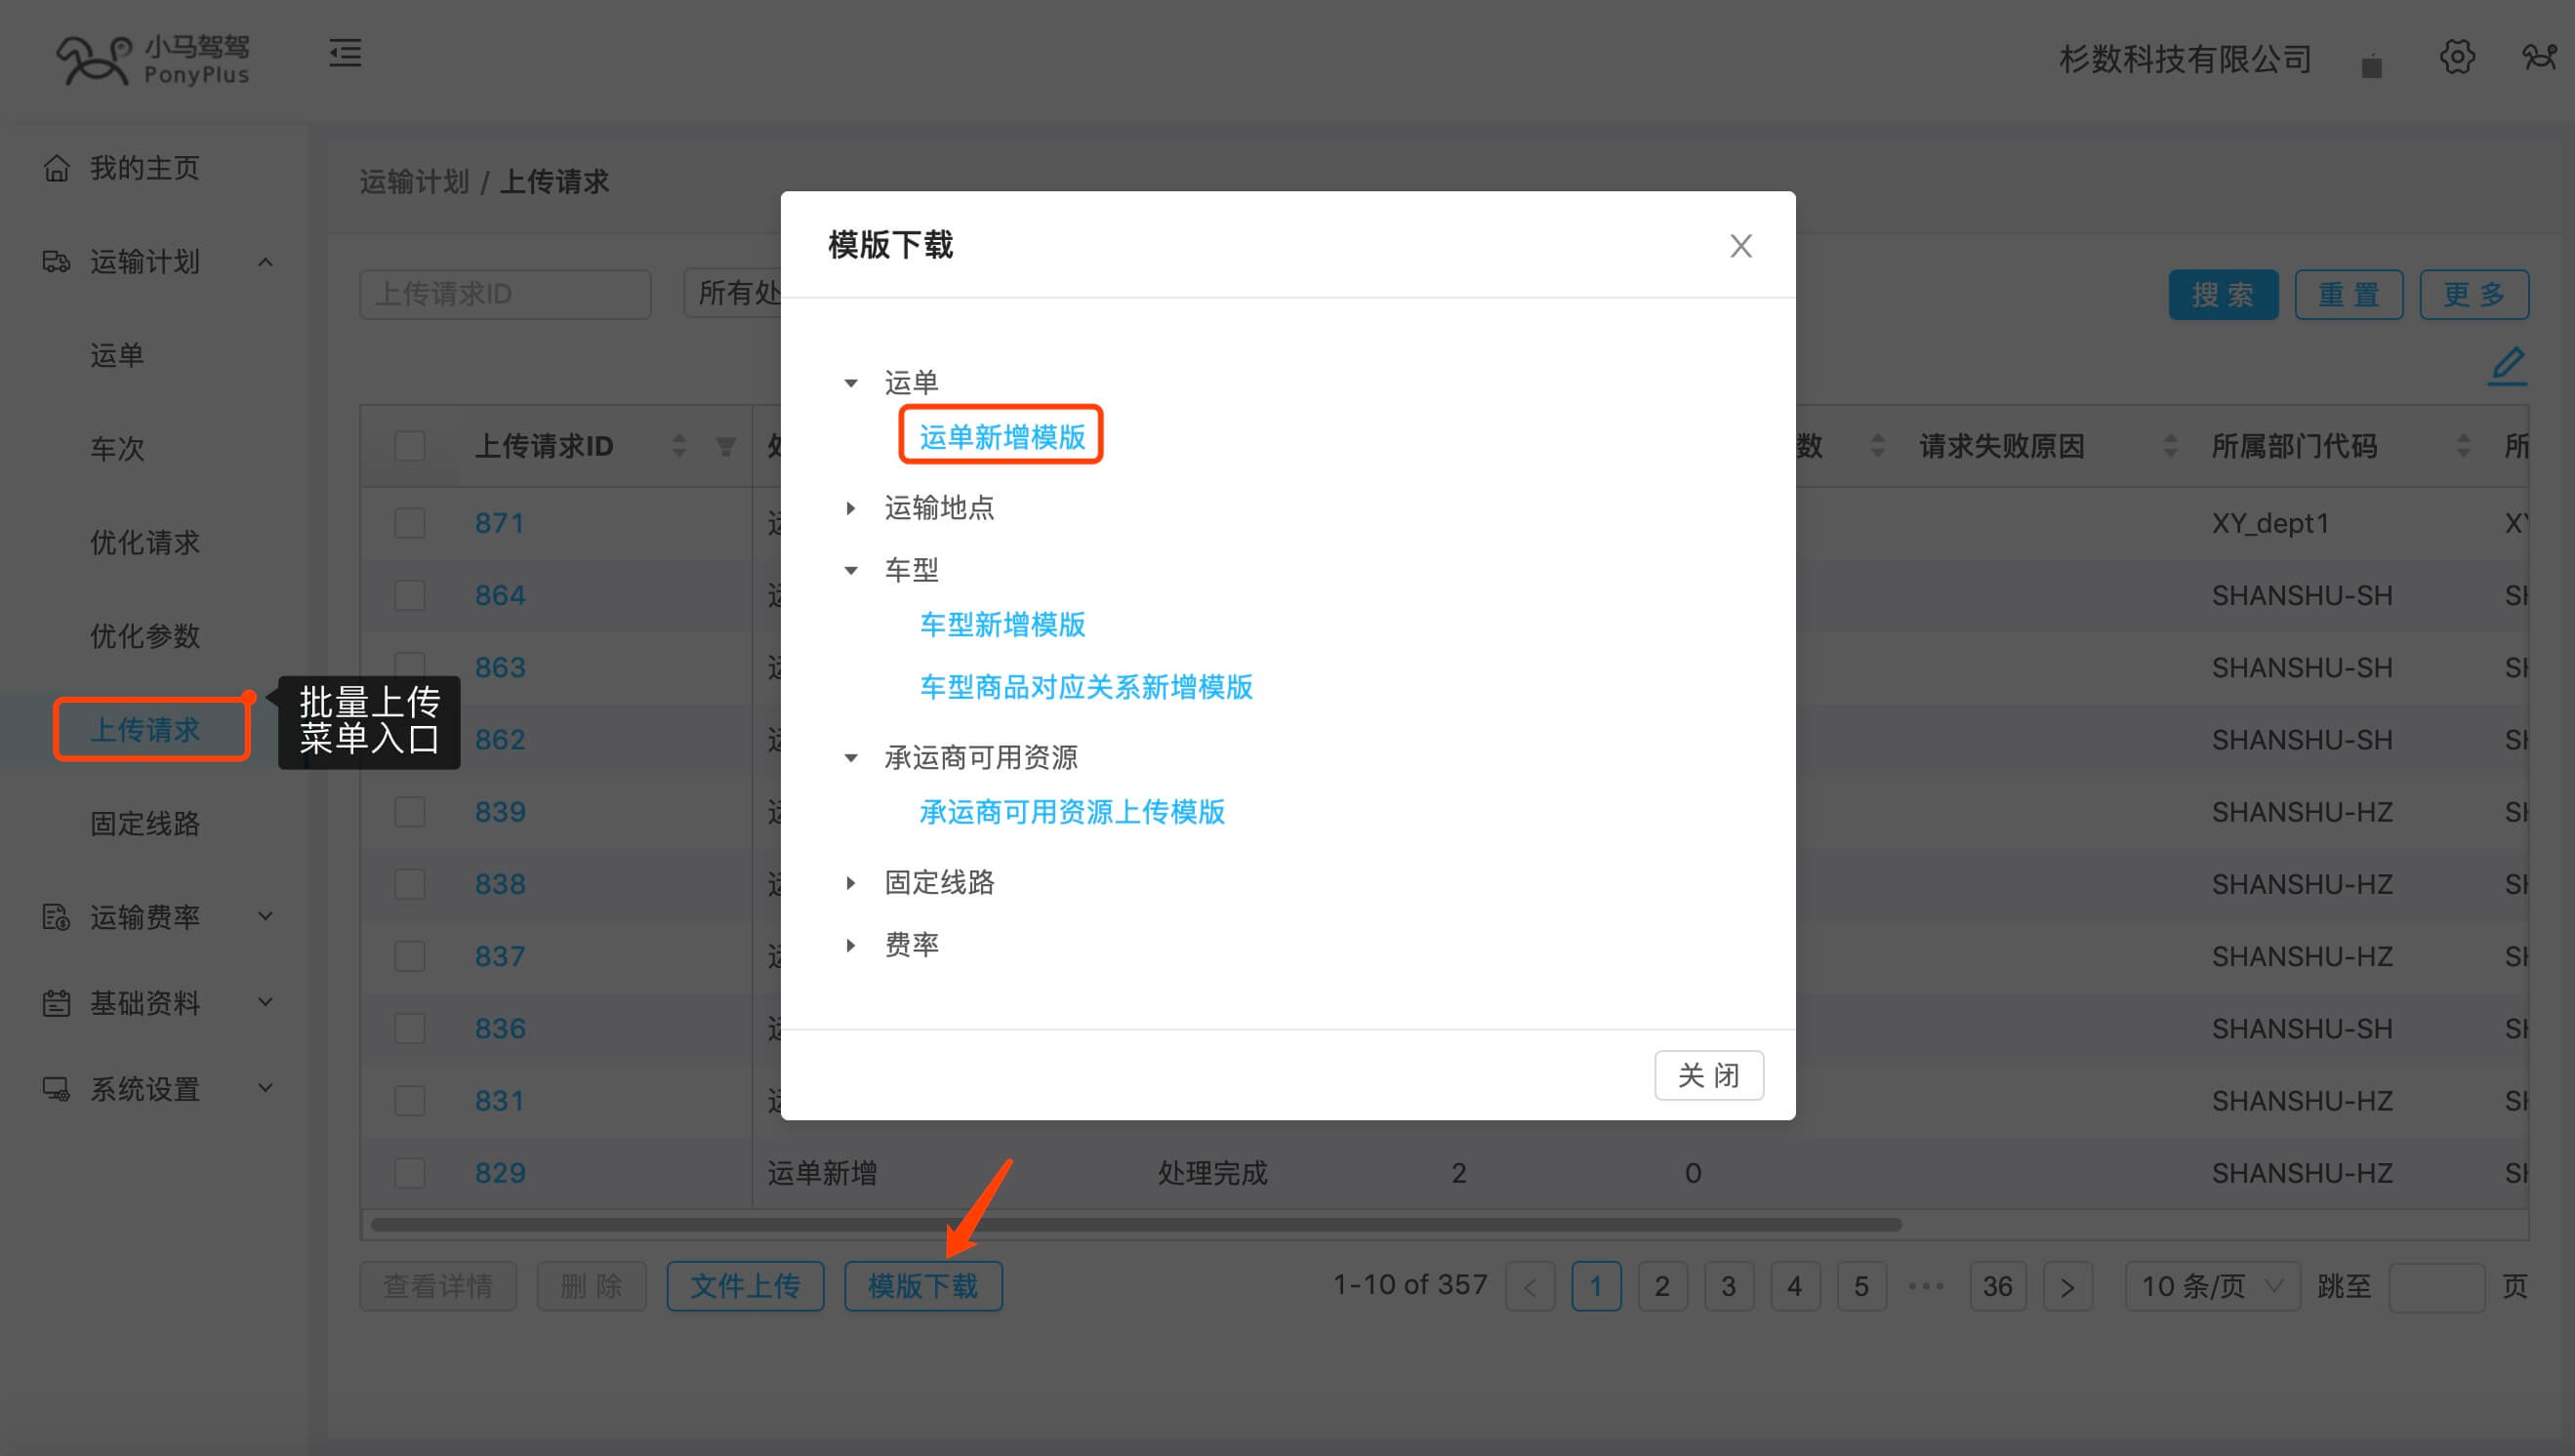 小马驾驾
PonyPlus
杉数科技有限公司
我的主页
运输计划
运单
车次
优化请求
优化参数
上传请求
固定线路
运输费率
基础资料
系统设置
批量上传
菜单入口
运输计划 / 上传请求
上传请求ID
所有处
搜 索
重 置
更 多
上传请求ID 处 数 请求失败原因 所属部门代码 所
871 运 XY_dept1 XY
864 运 SHANSHU-SH SH
863 运 SHANSHU-SH SH
862 运 SHANSHU-SH SH
839 运 SHANSHU-HZ SH
838 运 SHANSHU-HZ SH
837 运 SHANSHU-HZ SH
836 运 SHANSHU-SH SH
831 运 SHANSHU-HZ SH
829 运单新增 处理完成 2 0 SHANSHU-HZ SH
模版下载
运单
运单新增模版
运输地点
车型
车型新增模版
车型商品对应关系新增模版
承运商可用资源
承运商可用资源上传模版
固定线路
费率
关 闭
查看详情 删 除 文件上传 模版下载 1-10 of 357 < 1 2 3 4 5 ••• 36 > 10 条/页 跳至 页